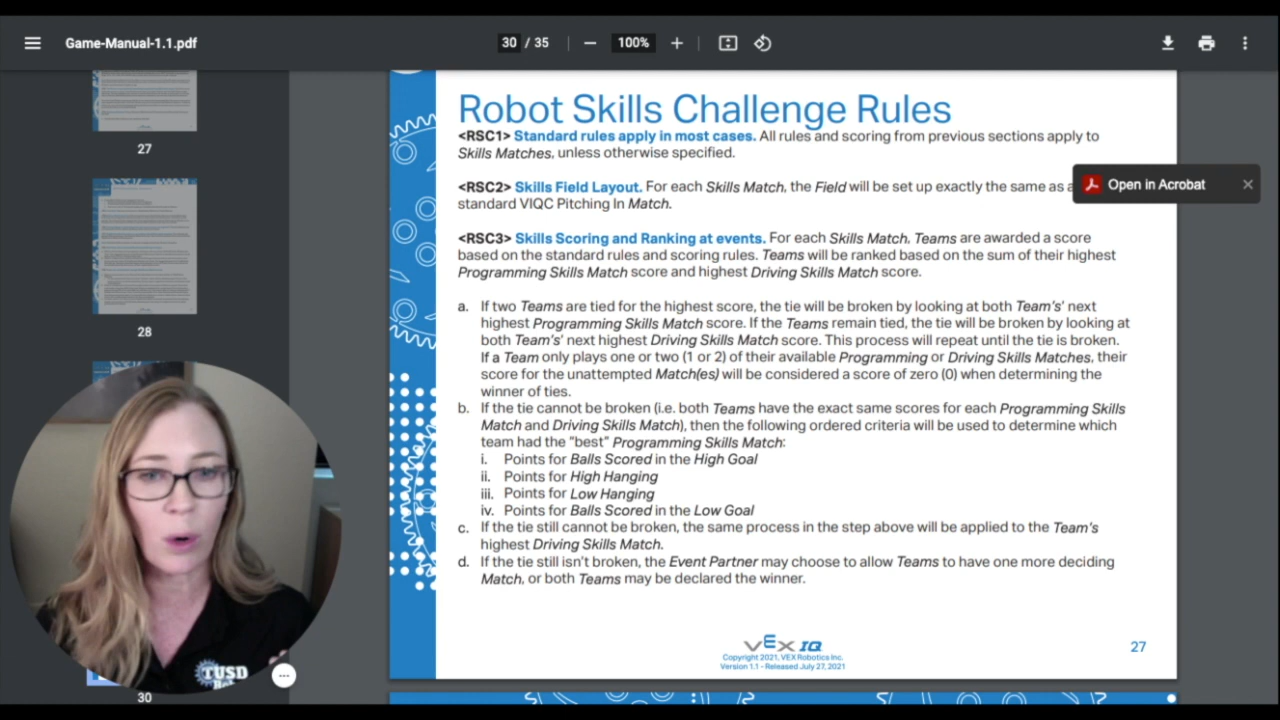 Game-Manual-1.1.pdf
30 / 35
100%
27
28
30
Robot Skills Challenge Rules
<RSC1> Standard rules apply in most cases. All rules and scoring from previous sections apply to
Skills Matches, unless otherwise specified.
<RSC2> Skills Field Layout. For each Skills Match, the Field will be set up exactly the same as a
standard VIQC Pitching In Match.
Open in Acrobat
<RSC3> Skills Scoring and Ranking at events. For each Skills Match, Teams are awarded a score
based on the standard rules and scoring rules. Teams will be ranked based on the sum of their highest
Programming Skills Match score and highest Driving Skills Match score.
a. If two Teams are tied for the highest score, the tie will be broken by looking at both Team's' next
highest Programming Skills Match score. If the Teams remain tied, the tie will be broken by looking at
both Team's' next highest Driving Skills Match score. This process will repeat until the tie is broken.
If a Team only plays one or two (1 or 2) of their available Programming or Driving Skills Matches, their
score for the unattempted Match(es) will be considered a score of zero (0) when determining the
winner of ties.
b. If the tie cannot be broken (i.e. both Teams have the exact same scores for each Programming Skills
Match and Driving Skills Match), then the following ordered criteria will be used to determine which
team had the "best" Programming Skills Match:
i. Points for Balls Scored in the High Goal
ii. Points for High Hanging
iii. Points for Low Hanging
iv. Points for Balls Scored in the Low Goal
c. If the tie still cannot be broken, the same process in the step above will be applied to the Team's
highest Driving Skills Match.
d. If the tie still isn't broken, the Event Partner may choose to allow Teams to have one more deciding
Match, or both Teams may be declared the winner.
VEX IQ
Copyright 2021, VEX Robotics Inc.
Version 1.1 - Released July 27, 2021
27
TUSD